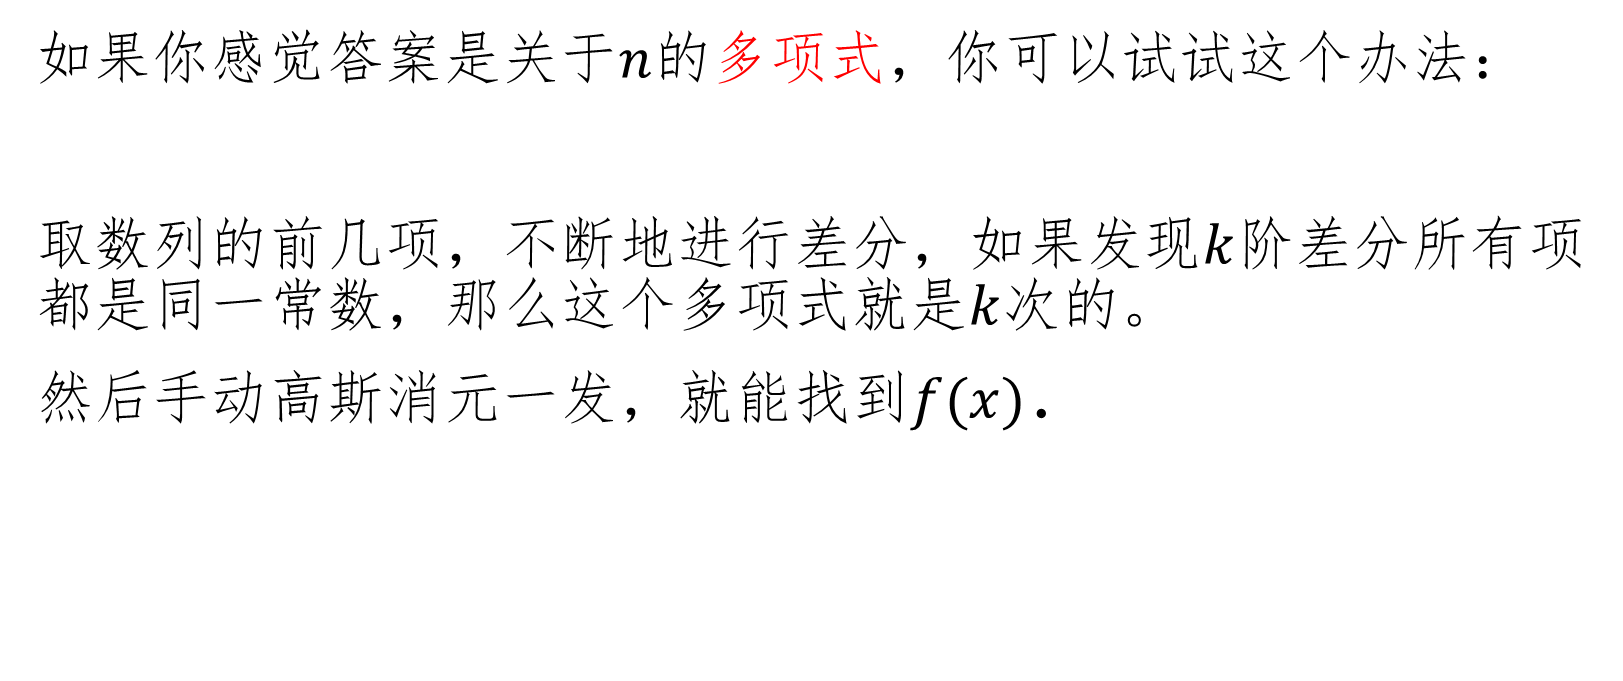 如果你感觉答案是关于n的多项式，你可以试试这个办法：
取数列的前几项，不断地进行差分，如果发现k阶差分所有项
都是同一常数，那么这个多项式就是k次的。
然后手动高斯消元一发，就能找到f(x)．